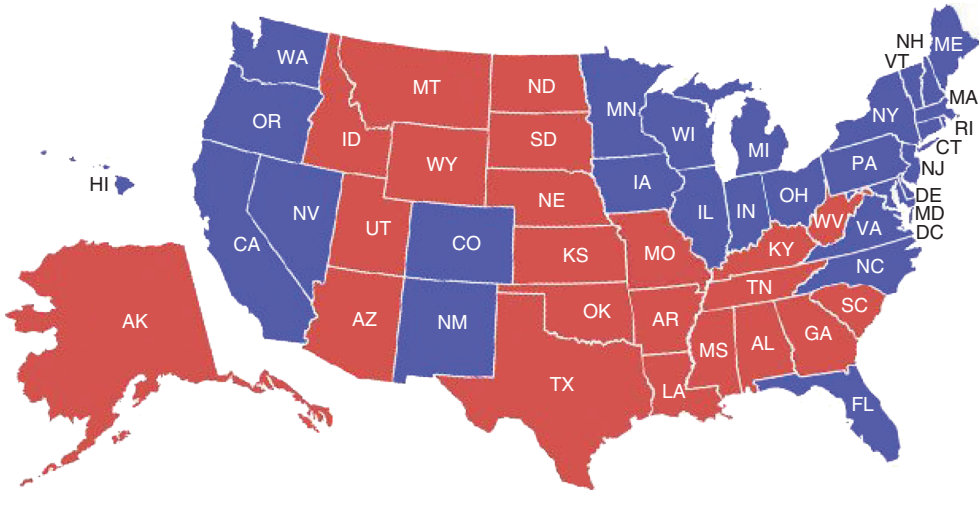 NH
ME
VT
WA
MT
ND
MN
MA
OR
NY
RI
WI
ID
SD
CT
MI
WY
PA
NJ
HI
IA
NE
OH
DE
NV
IL
IN
MD
WV
VA
DC
UT
CO
CA
KS
MO
KY
NC
TN
AK
AZ
NM
OK
AR
SC
MS
AL
GA
TX
LA
FL